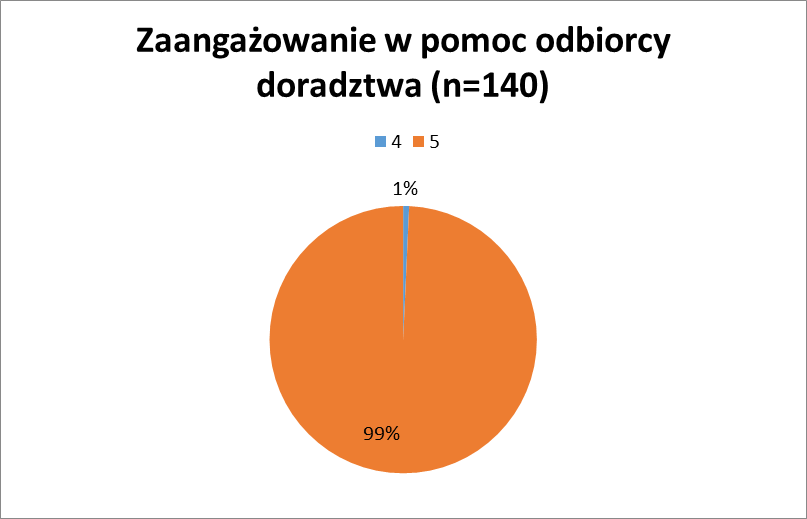 Zaangażowanie w pomoc odbiorcy
doradztwa (n=140)
4 5
1%
99%